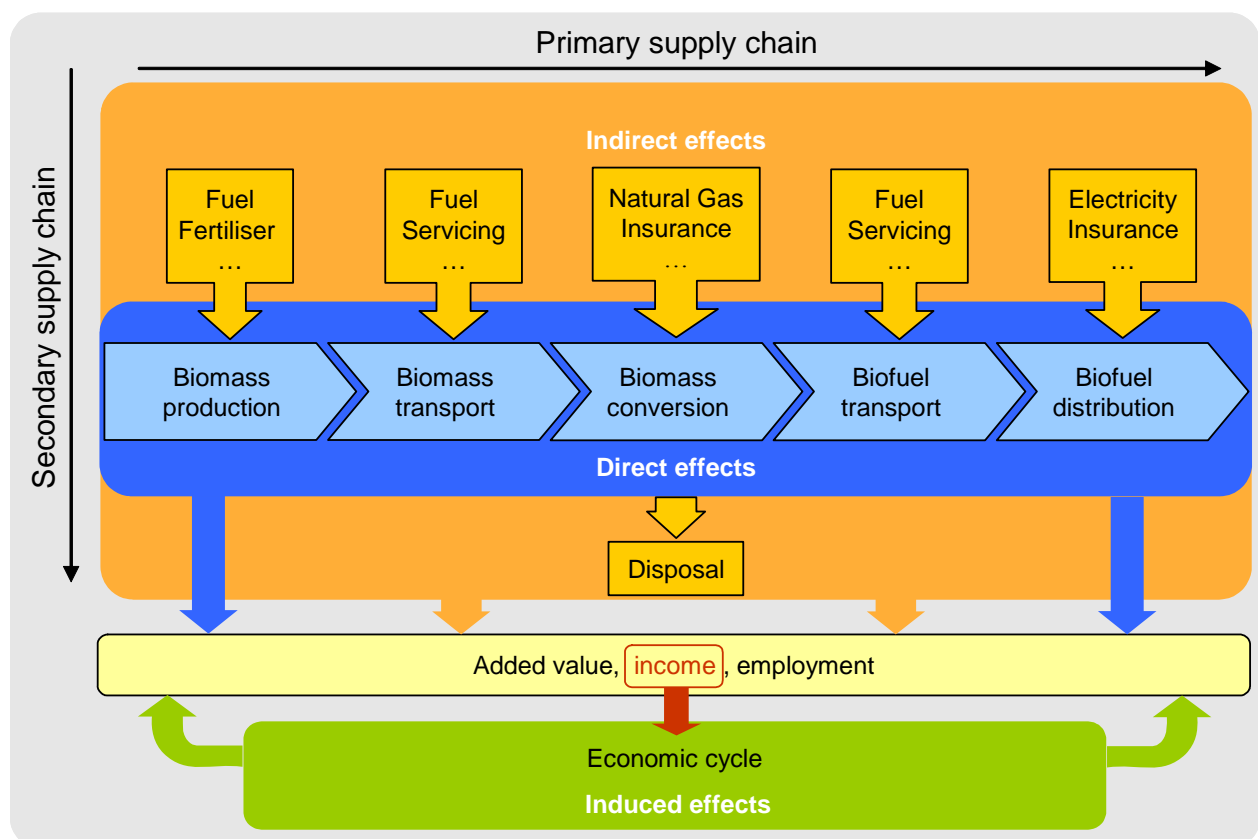 Primary supply chain
Secondary supply chain
Indirect effects
Fuel
Fertiliser
…
Fuel
Servicing
…
Natural Gas
Insurance
…
Fuel
Servicing
…
Electricity
Insurance
…
Biomass
production
Biomass
transport
Biomass
conversion
Biofuel
transport
Biofuel
distribution
Direct effects
Disposal
Added value, income, employment
Economic cycle
Induced effects